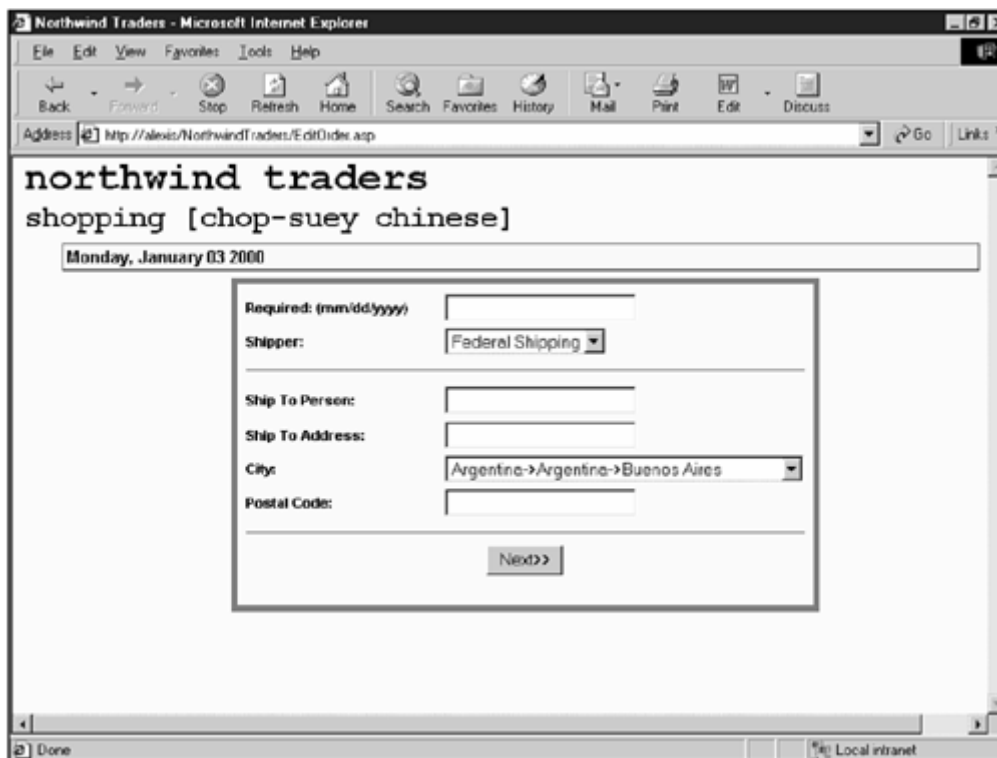 Northwind Traders - Microsoft Internet Explorer
File Edit View Favorites Tools Help
Back Forward Stop Refresh Home Search Favorites History Mail Print Edit Discuss
Address http://alexis/NorthwindTraders/EditOrder.asp Go Links
northwind traders
shopping [chop-suey chinese]
Monday, January 03 2000
Required: (mm/dd/yyyy)
Shipper: Federal Shipping
Ship To Person:
Ship To Address:
City: Argentina->Argentina->Buenos Aires
Postal Code:
Next>>
Done Local intranet